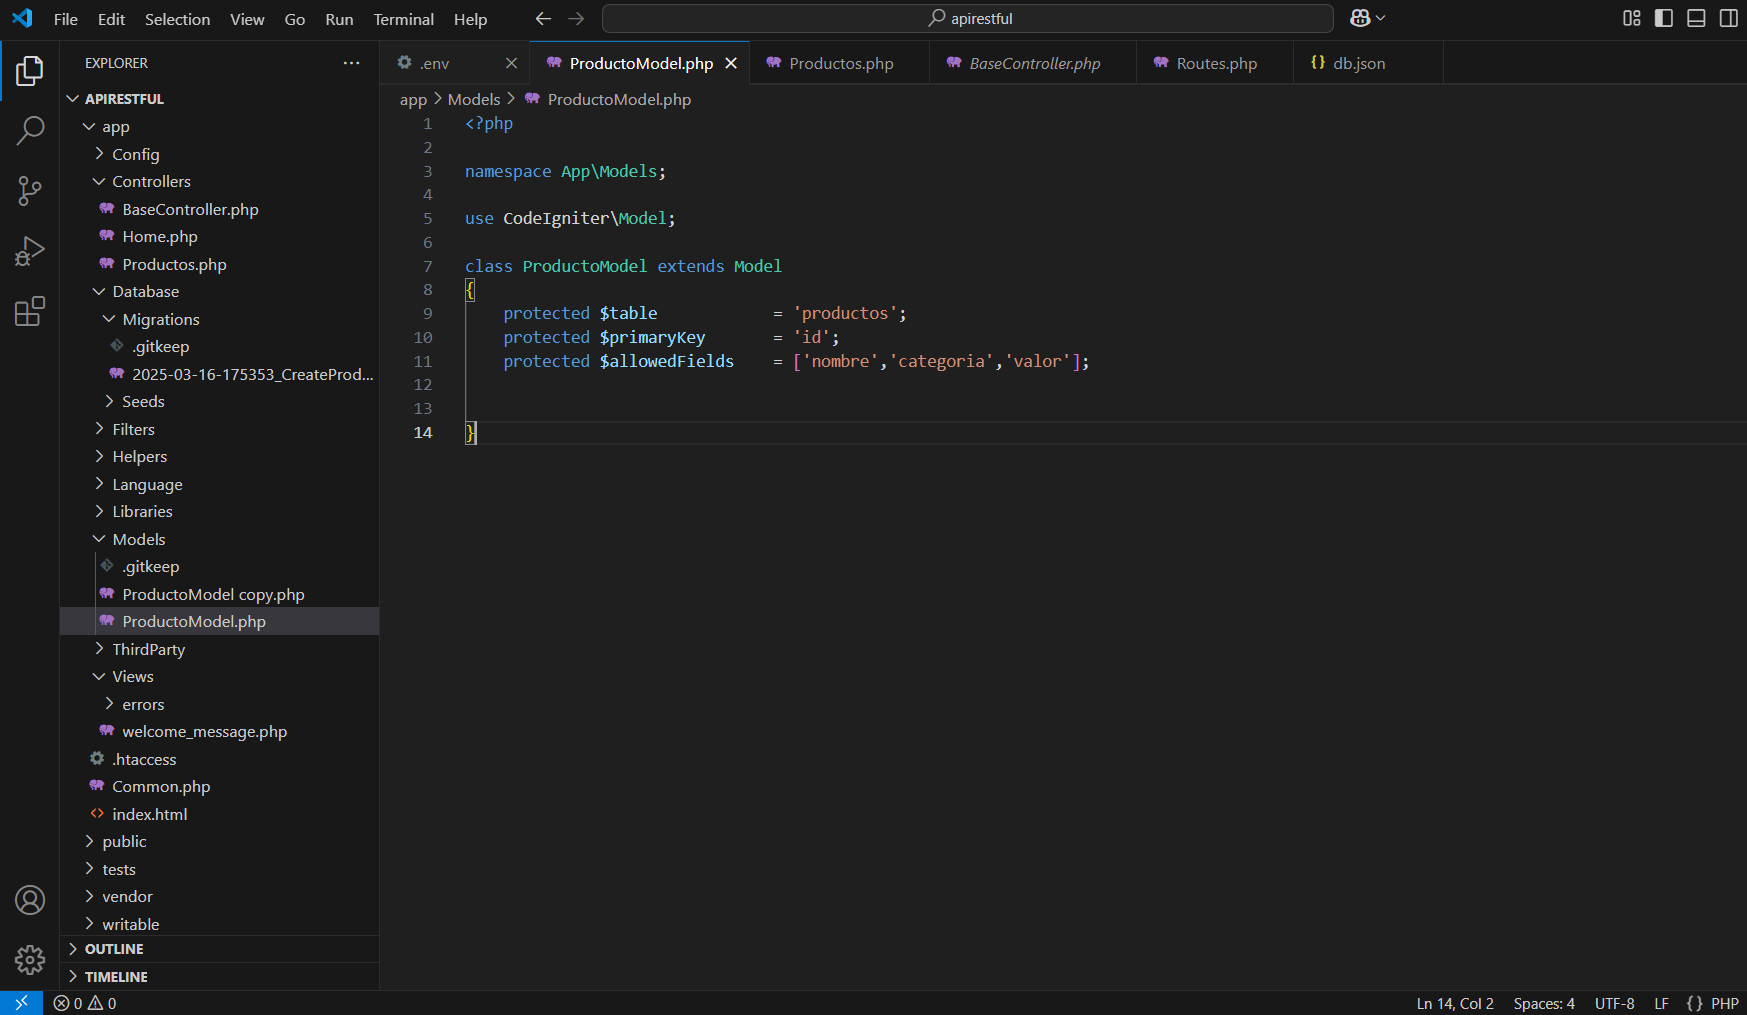 File Edit Selection View Go Run Terminal Help
apirestful
EXPLORER
APIRESTFUL
app
Config
Controllers
BaseController.php
Home.php
Productos.php
Database
Migrations
.gitkeep
2025-03-16-175353_CreateProd...
Seeds
Filters
Helpers
Language
Libraries
Models
.gitkeep
ProductoModel copy.php
ProductoModel.php
ThirdParty
Views
errors
welcome_message.php
.htaccess
Common.php
index.html
public
tests
vendor
writable
OUTLINE
TIMELINE
.env ProductoModel.php Productos.php BaseController.php Routes.php {} db.json
app > Models > ProductoModel.php
1 <?php
2
3 namespace App\Models;
4
5 use CodeIgniter\Model;
6
7 class ProductoModel extends Model
8 {
9 protected $table = 'productos';
10 protected $primaryKey = 'id';
11 protected $allowedFields = ['nombre','categoria','valor'];
12
13
14 }
0 0 Ln 14, Col 2 Spaces: 4 UTF-8 LF {} PHP